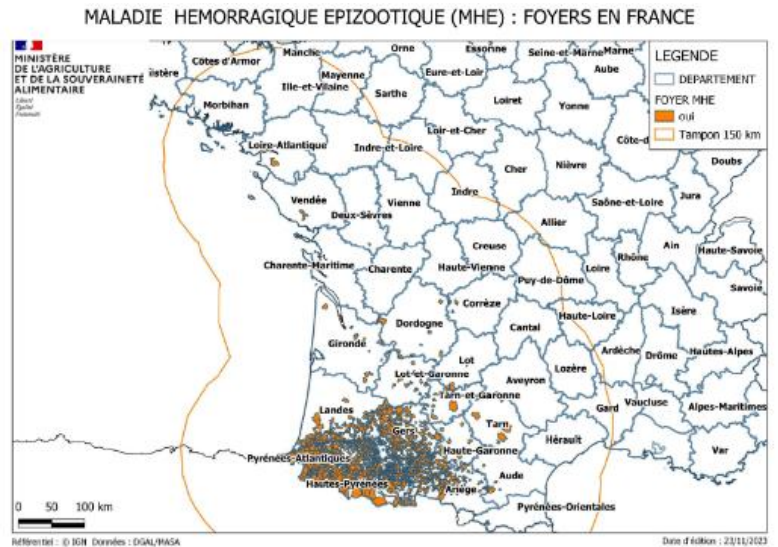 MALADIE HEMORRAGIQUE EPIZOOTIQUE (MHE) : FOYERS EN FRANCE
MINISTÈRE
DE L'AGRICULTURE
ET DE LA SOUVERAINETÉ
ALIMENTAIRE
Liberté
Égalité
Fraternité
LEGENDE
DEPARTEMENT
FOYER MHE
oui
Tampon 150 km
Côtes d'Armor
Manche
Orne
Essonne
Seine-et-Marne
Marne
Aube
istère
Mayenne
Eure-et-Loir
Ille-et-Vilaine
Sarthe
Morbihan
Loiret
Yonne
Loir-et-Cher
Côte-d
Loire-Atlantique
Indre-et-Loire
Doubs
Cher
Nièvre
Vendée
Vienne
Indre
Saône-et-Loire
Jura
Deux-Sèvres
Allier
Creuse
Ain
Haute-Savoie
Charente-Maritime
Charente
Haute-Vienne
Loire
Rhône
Puy-de-Dôme
Savoie
Corrèze
Haute-Loire
Isère
Dordogne
Cantal
Gironde
Ardèche
Drôme
Hautes-Alpes
Lot
Lozère
Lot-et-Garonne
Aveyron
Tarn-et-Garonne
Gard
Vaucluse
Alpes-Maritimes
Landes
Tarn
Gers
Hérault
Var
Haute-Garonne
Pyrénées-Atlantiques
Aude
Hautes-Pyrénées
Ariège
Pyrénées-Orientales
0 50 100 km
Référentiel : © IGN Données : DGAL/MASA
Date d'édition : 23/11/2023